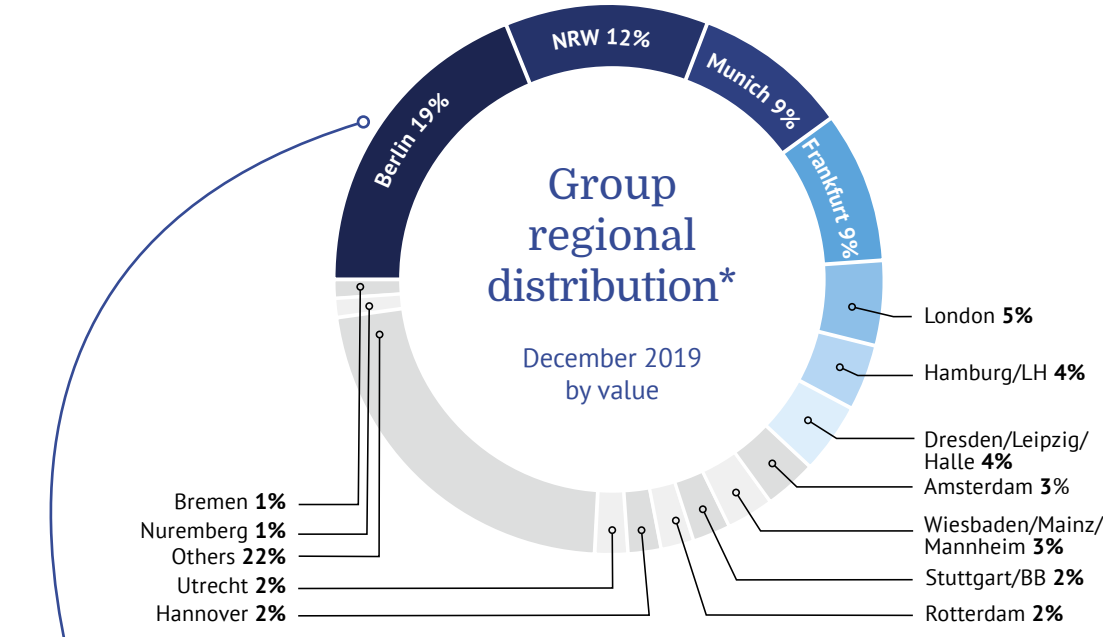 NRW 12%
Munich 9%
Berlin 19%
Frankfurt 9%
Group
regional
distribution*
December 2019
by value
London 5%
Hamburg/LH 4%
Dresden/Leipzig/
Halle 4%
Amsterdam 3%
Wiesbaden/Mainz/
Mannheim 3%
Stuttgart/BB 2%
Rotterdam 2%
Bremen 1%
Nuremberg 1%
Others 22%
Utrecht 2%
Hannover 2%